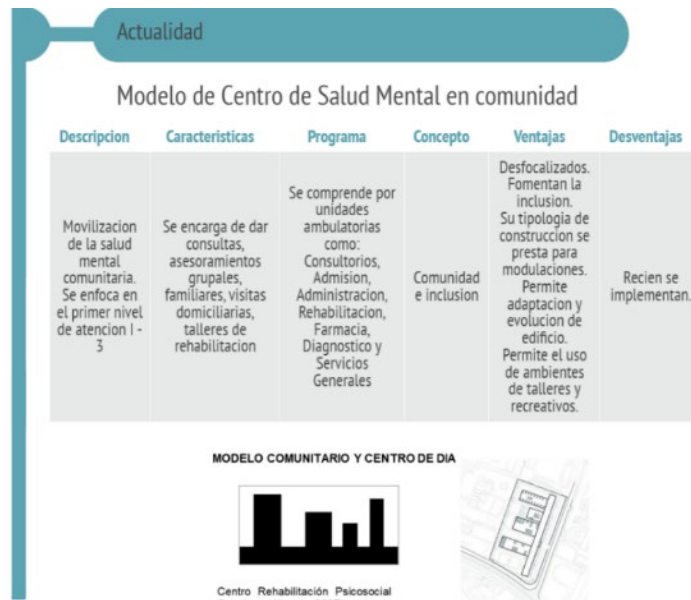 Actualidad
Modelo de Centro de Salud Mental en comunidad
Descripcion
Caracteristicas
Programa
Concepto
Ventajas
Desventajas
Movilizacion
de la salud
mental
comunitaria.
Se enfoca en
el primer nivel
de atencion I -
3
Se encarga de dar
consultas,
asesoramientos
grupales,
familiares, visitas
domiciliarias,
talleres de
rehabilitacion
Se comprende por
unidades
ambulatorias
como:
Consultorios,
Admision,
Administracion,
Rehabilitacion,
Farmacia,
Diagnostico y
Servicios
Generales
Comunidad
e inclusion
Desfocalizados.
Fomentan la
inclusion.
Su tipologia de
construccion se
presta para
modulaciones.
Permite
adaptacion y
evolucion de
edificio.
Permite el uso
de ambientes
de talleres y
recreativos.
Recien se
implementan.
MODELO COMUNITARIO Y CENTRO DE DIA
Centro Rehabilitación Psicosocial